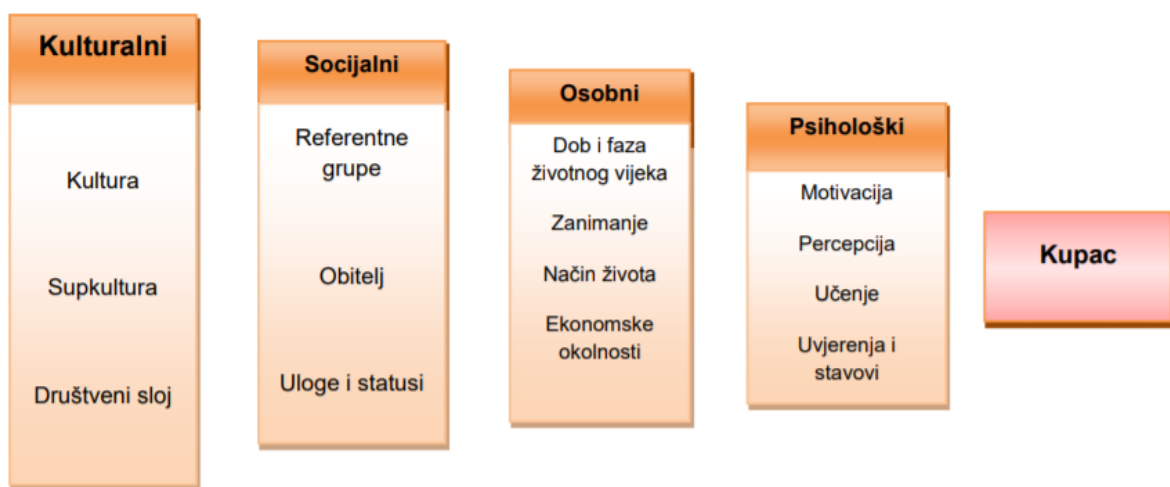 Kulturalni
Kultura
Supkultura
Društveni sloj
Socijalni
Referentne
grupe
Obitelj
Uloge i statusi
Osobni
Dob i faza
životnog vijeka
Zanimanje
Način života
Ekonomske
okolnosti
Psihološki
Motivacija
Percepcija
Učenje
Uvjerenja i
stavovi
Kupac